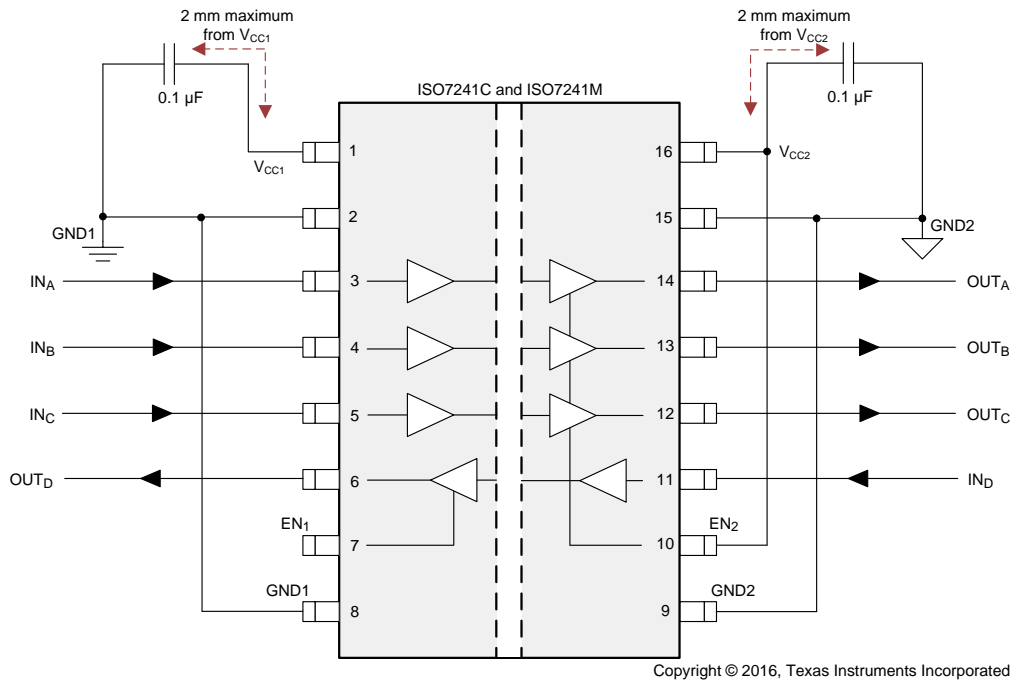 2 mm maximum
from VCC1
2 mm maximum
from VCC2
0.1 µF
0.1 µF
ISO7241C and ISO7241M
1
16
VCC1
VCC2
2
15
GND1
GND2
INA
3
14
OUTA
INB
4
13
OUTB
INC
5
12
OUTC
OUTD
6
11
IND
EN1
EN2
7
10
GND1
GND2
8
9
Copyright © 2016, Texas Instruments Incorporated